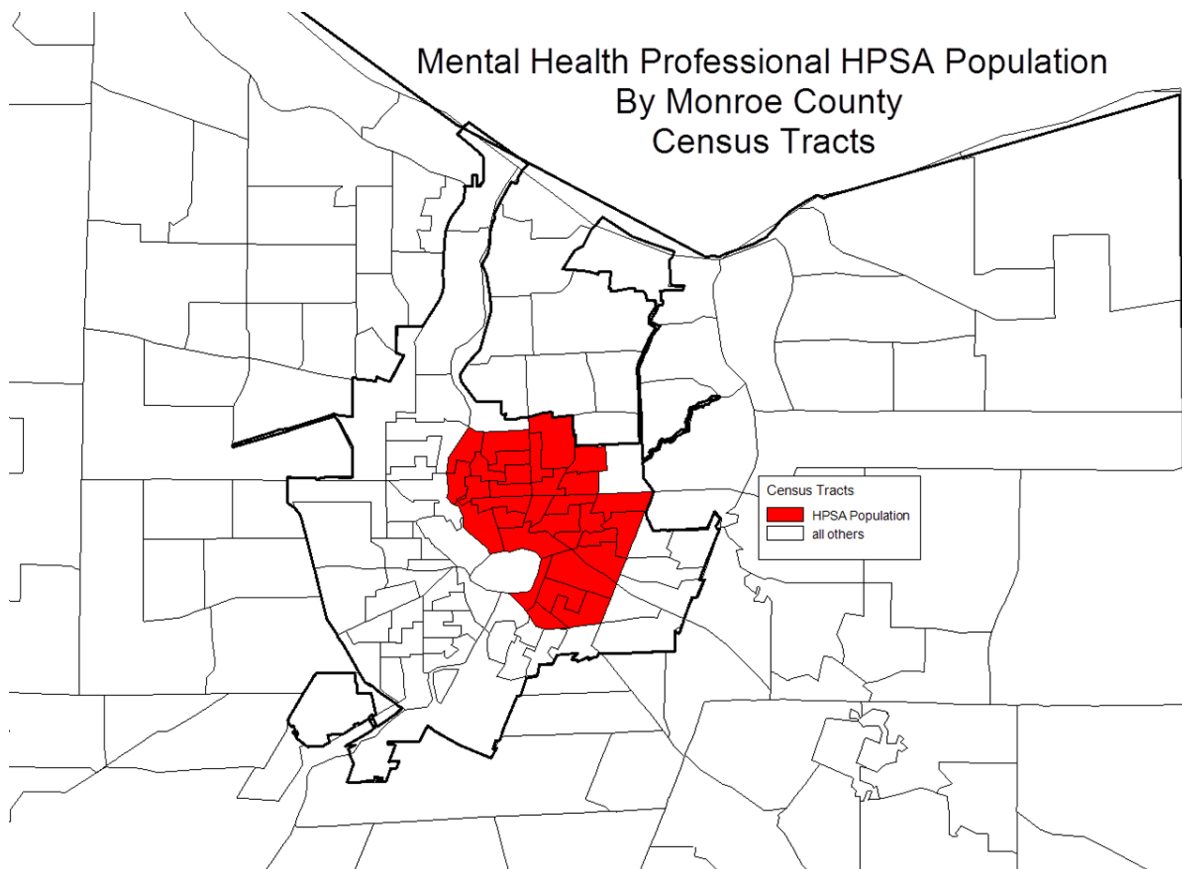 Mental Health Professional HPSA Population
By Monroe County
Census Tracts
Census Tracts
HPSA Population
all others